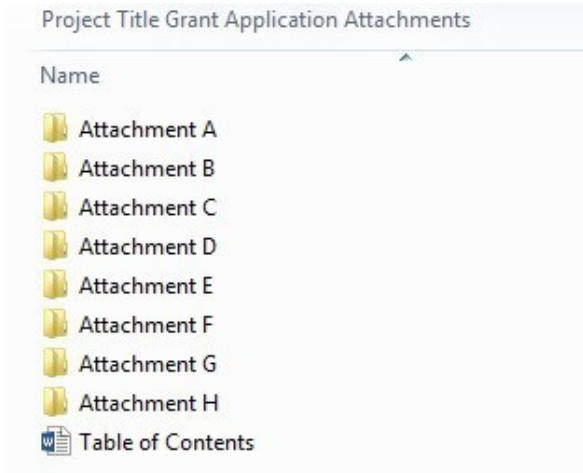 Project Title Grant Application Attachments
Name
Attachment A
Attachment B
Attachment C
Attachment D
Attachment E
Attachment F
Attachment G
Attachment H
Table of Contents